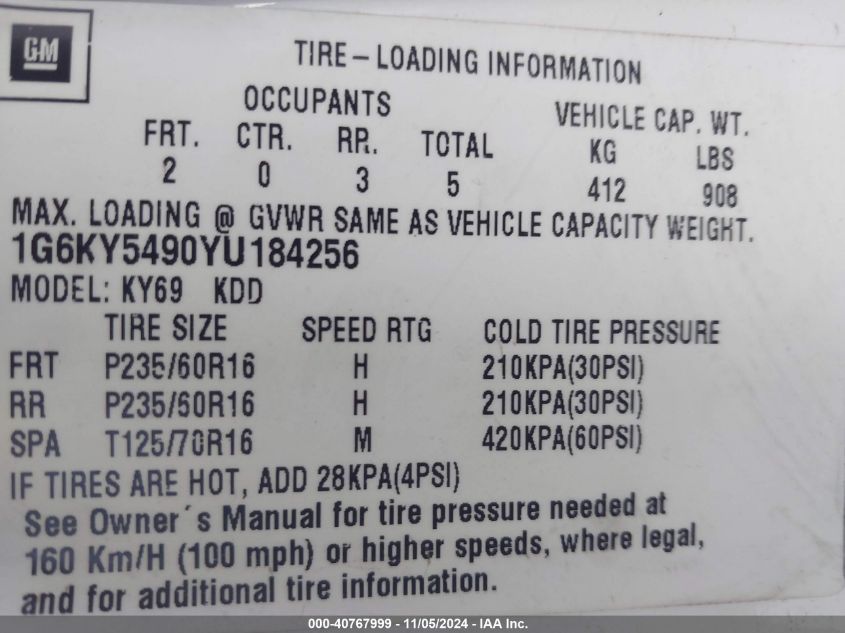 GM
TIRE-LOADING INFORMATION
OCCUPANTS VEHICLE CAP. WT.
FRT. CTR. RR. TOTAL KG LBS
2 0 3 5 412 908
MAX. LOADING @ GVWR SAME AS VEHICLE CAPACITY WEIGHT.
1G6KY5490YU184256
MODEL: KY69 KDD
TIRE SIZE SPEED RTG COLD TIRE PRESSURE
FRT P235/60R16 H 210KPA(30PSI)
RR P235/60R16 H 210KPA(30PSI)
SPA T125/70R16 M 420KPA(60PSI)
IF TIRES ARE HOT, ADD 28KPA(4PSI)
See Owner´s Manual for tire pressure needed at
160 Km/H (100 mph) or higher speeds, where legal,
and for additional tire information.
000-40767999 - 11/05/2024 - IAA Inc.